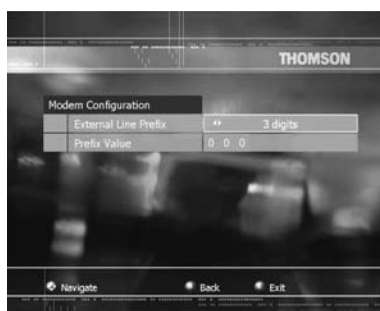 THOMSON
Modem Configuration
External Line Prefix 3 digits
Prefix Value 0 0 0
Navigate Back Exit